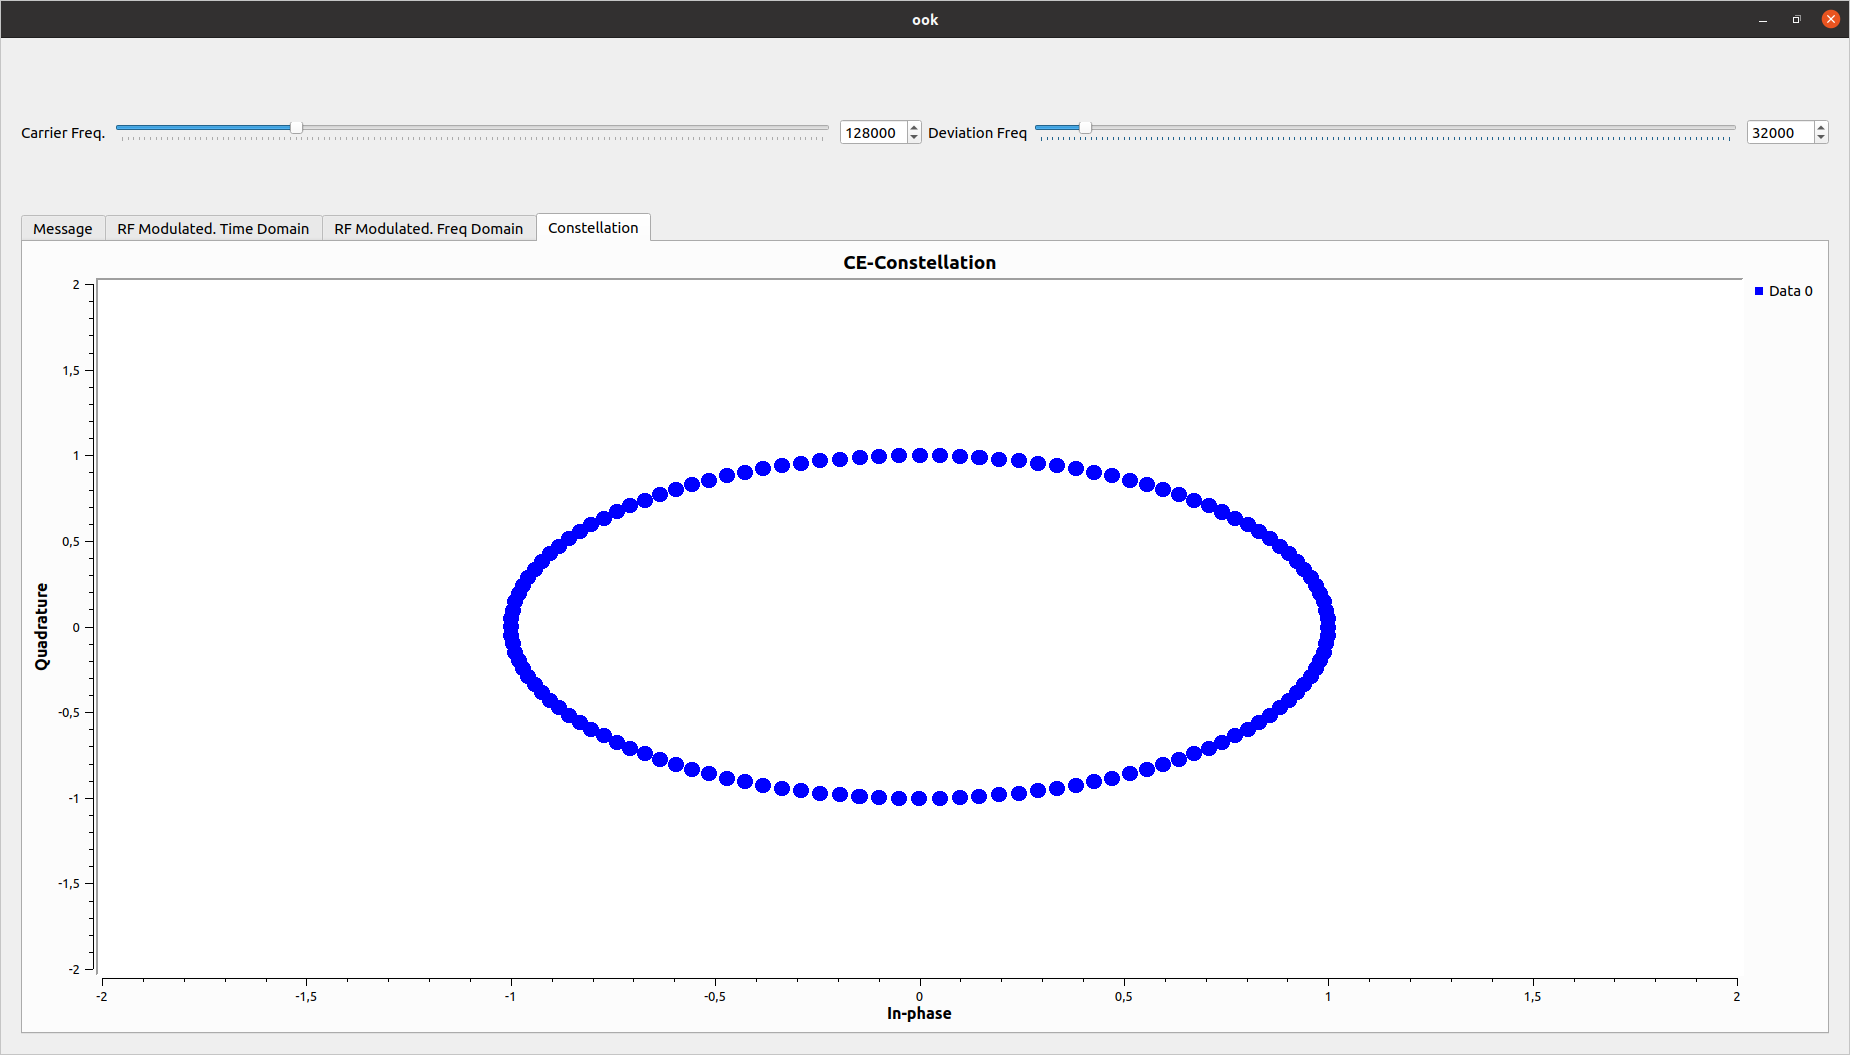 ook
Carrier Freq. 128000 Deviation Freq 32000
Message RF Modulated. Time Domain RF Modulated. Freq Domain Constellation
CE-Constellation
Data 0
Quadrature
2
1,5
1
0,5
0
-0,5
-1
-1,5
-2
-2 -1,5 -1 -0,5 0 0,5 1 1,5 2
In-phase